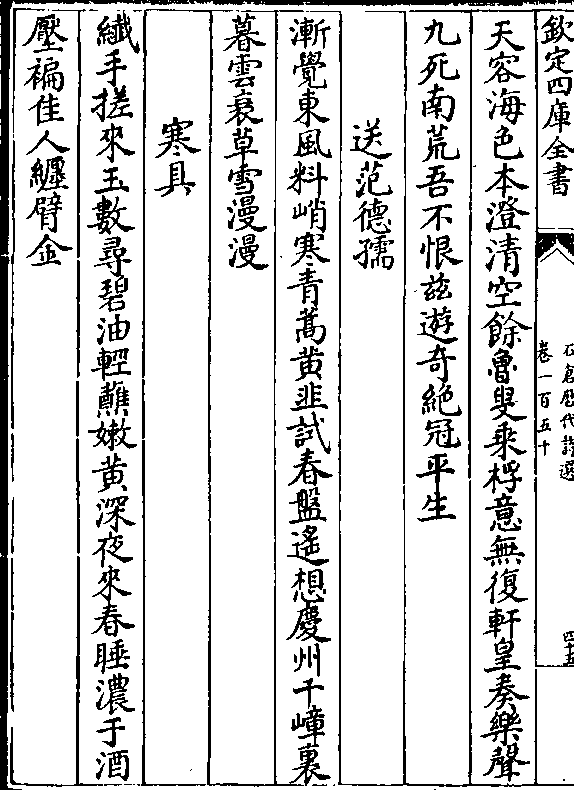 欽定四庫全書
石倉歷代詩選
卷一百五十
四十五
天容海色本澄清空餘魯叟乘桴意無復軒皇奏樂聲
九死南荒吾不恨玆遊奇絶冠平生
送范德孺
漸覺東風料峭寒青蒿黄韭試春盤遙想慶州千嶂裏
暮雲衰草雪漫漫
寒具
纖手搓來玉數尋碧油輕蘸嫩黄深夜來春睡濃于酒
壓褊佳人纒臂金